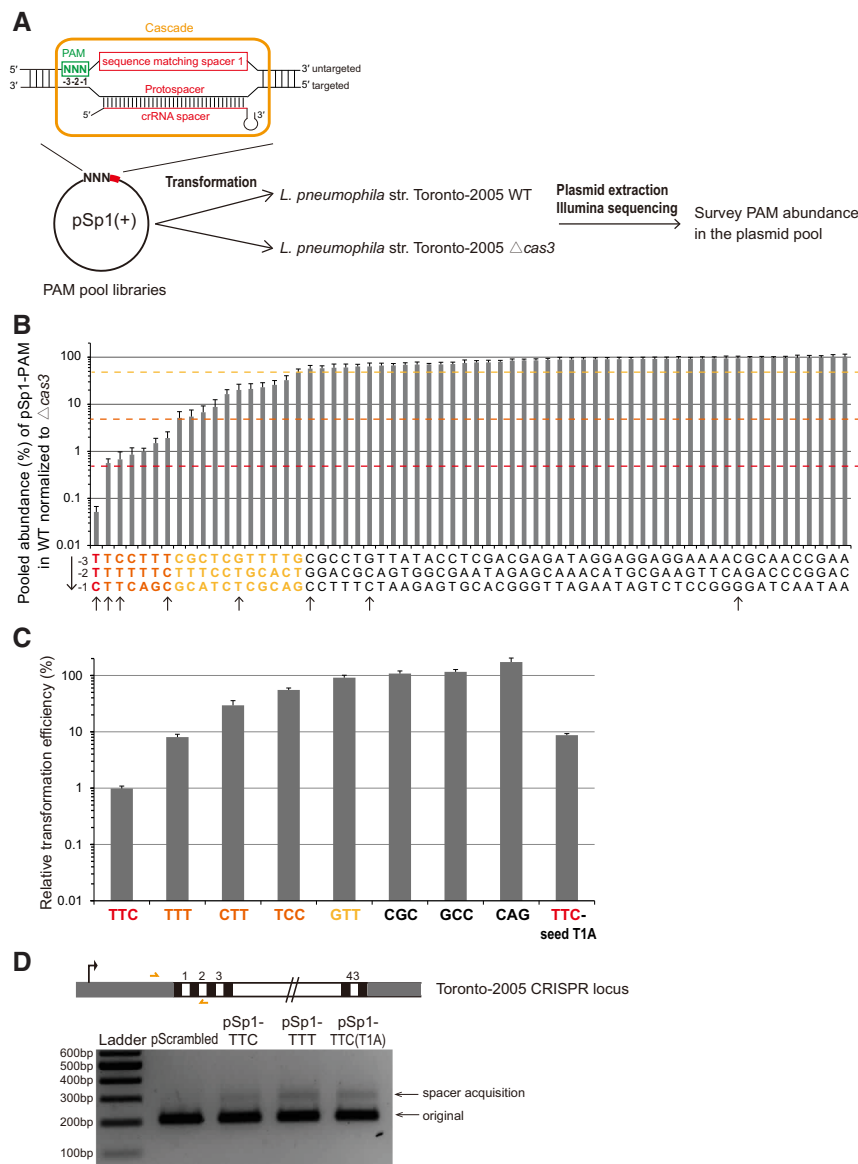 A
Cascade
PAM
5′ NNN sequence matching spacer 1 3′ untargeted
-3-2-1
3′ 5′ targeted
Protospacer
5′ crRNA spacer 3′
NNN
pSp1(+)
PAM pool libraries
Transformation
L. pneumophila str. Toronto-2005 WT
L. pneumophila str. Toronto-2005 △cas3
Plasmid extraction
Illumina sequencing
Survey PAM abundance
in the plasmid pool
B
Pooled abundance (%) of pSp1-PAM
in WT normalized to △cas3
100
10
1
0.1
0.01
-3 TTCCTTTCGCTCGTTTTGCGCCTGTTATACCTCGACGAGATAGGAGGAGGAAAACGCAACCGAA
-2 TTTTTTCTTTCCTGCACTGGACGCAGTGGCGAATAGAGCAAACATGCGAAGTTCAGACCCGGAC
-1 CTTCAGCGCATCTCGCAGCCTTTCTAAGAGTGCACGGGTTAGAATAGTCTCCGGGGATCAATAA
C
Relative transformation efficiency (%)
100
10
1
0.1
0.01
TTC TTT CTT TCC GTT CGC GCC CAG TTC-
seed T1A
D
1 2 3 43
Toronto-2005 CRISPR locus
Ladder pScrambled pSp1-TTC pSp1-TTT pSp1-TTC(T1A)
600bp
500bp
400bp
300bp
200bp
100bp
spacer acquisition
original